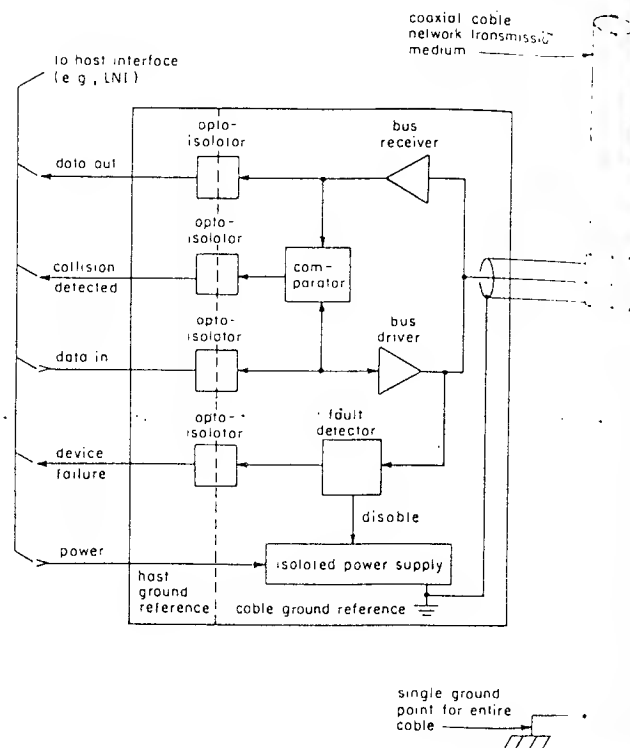 coaxial cable
network transmissio
medium
to host interface
(e g, LNI)
opto-
isolator
bus
receiver
data out
opto-
isolator
collision
detected
com-
parator
opto-
isolator
bus
driver
data in
opto-
isolator
fault
detector
device
failure
disable
power
isolated power supply
host
ground
reference
cable ground reference
single ground
point for entire
cable